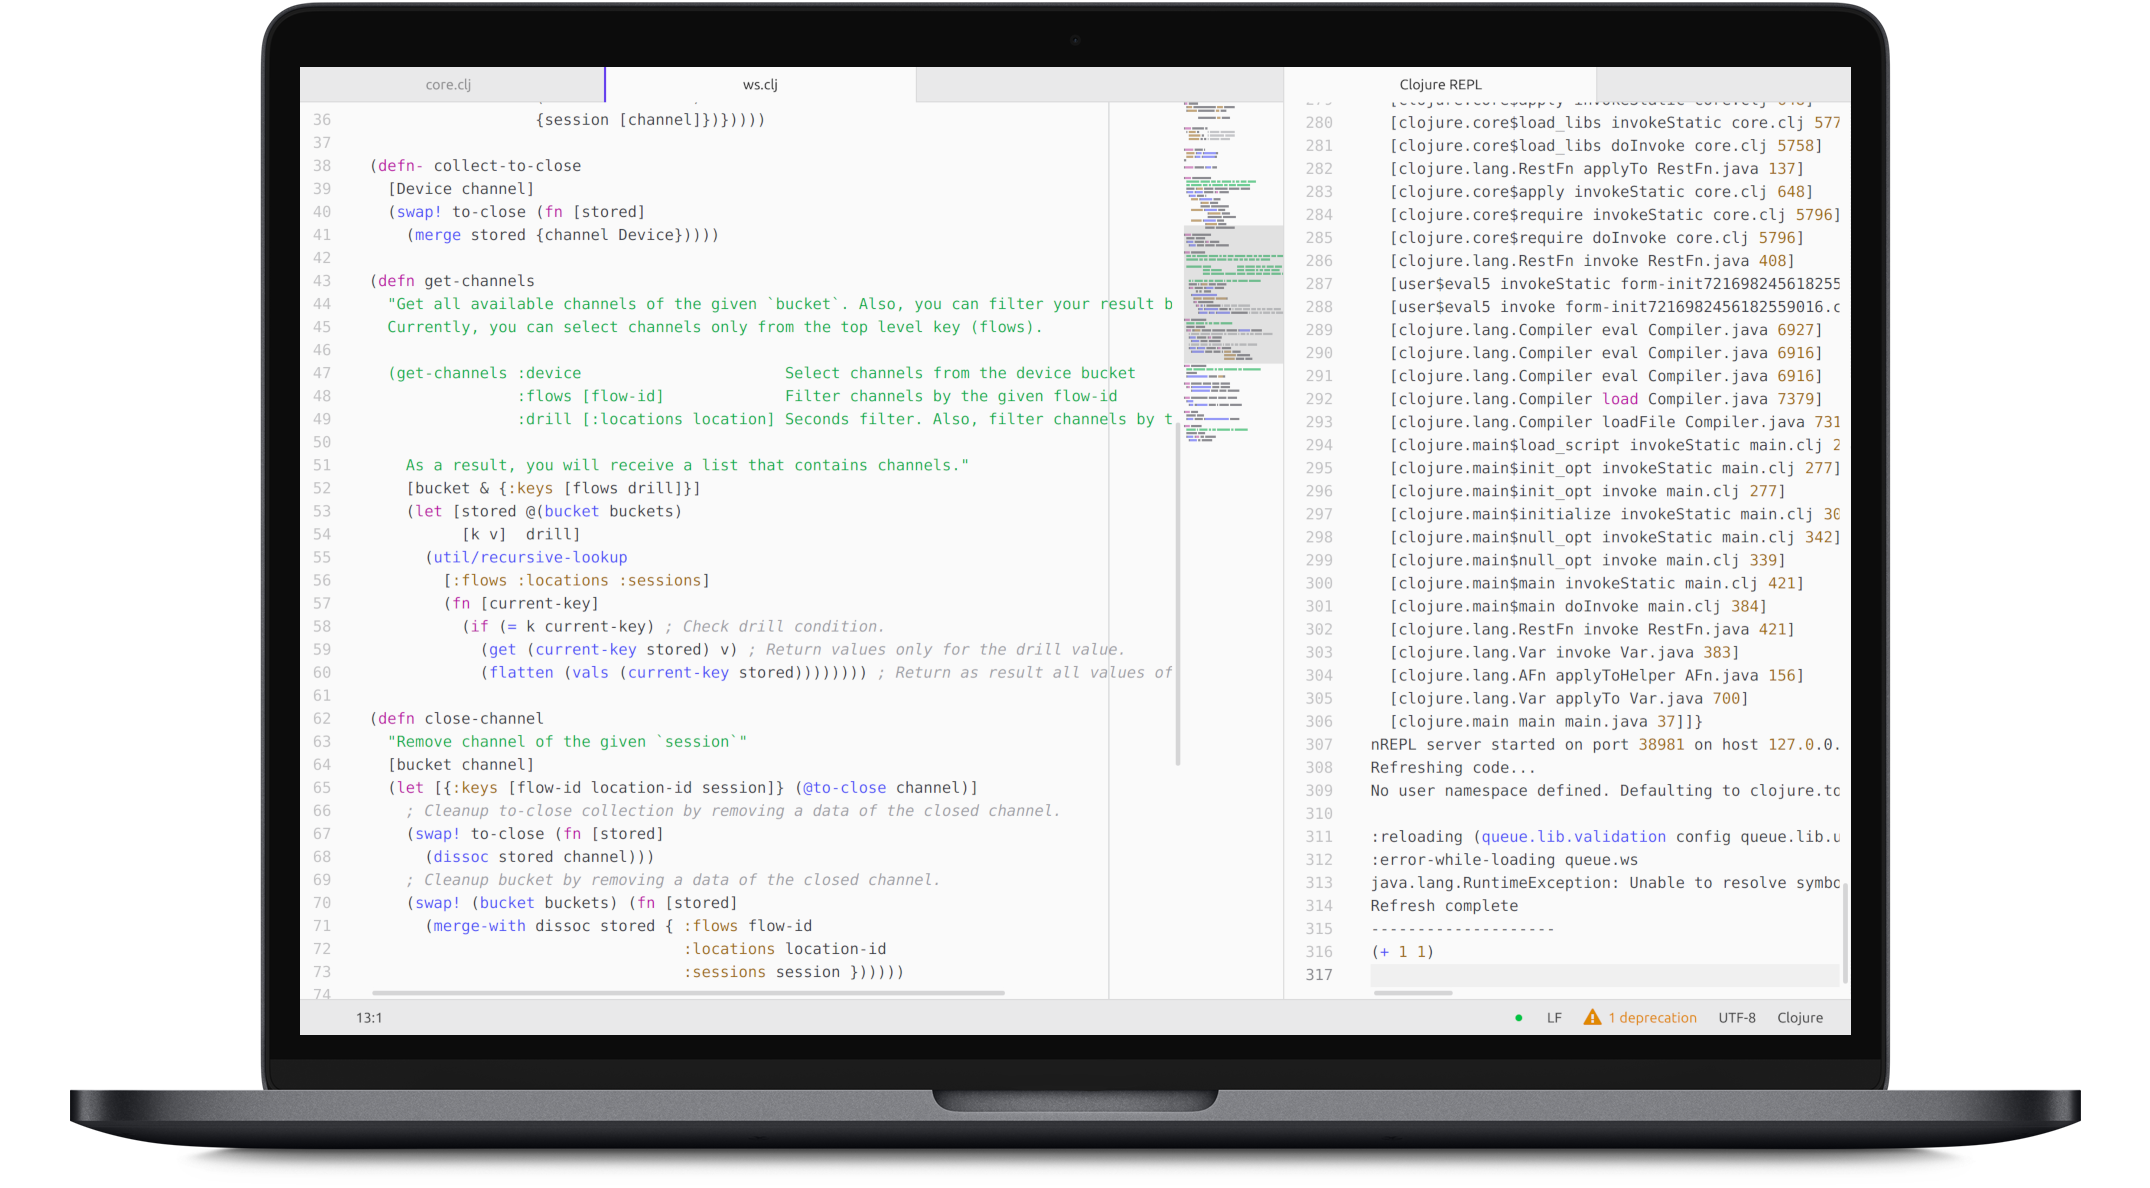 core.clj
ws.clj
Clojure REPL
36 {session [channel]})})))))
37
38 (defn- collect-to-close
39 [Device channel]
40 (swap! to-close (fn [stored]
41 (merge stored {channel Device}))))
42
43 (defn get-channels
44 "Get all available channels of the given `bucket`. Also, you can filter your result b
45 Currently, you can select channels only from the top level key (flows).
46
47 (get-channels :device Select channels from the device bucket
48 :flows [flow-id] Filter channels by the given flow-id
49 :drill [:locations location] Seconds filter. Also, filter channels by t
50
51 As a result, you will receive a list that contains channels."
52 [bucket & {:keys [flows drill]}]
53 (let [stored @(bucket buckets)
54 [k v] drill]
55 (util/recursive-lookup
56 [:flows :locations :sessions]
57 (fn [current-key]
58 (if (= k current-key) ; Check drill condition.
59 (get (current-key stored) v) ; Return values only for the drill value.
60 (flatten (vals (current-key stored)))))))) ; Return as result all values of
61
62 (defn close-channel
63 "Remove channel of the given `session`"
64 [bucket channel]
65 (let [{:keys [flow-id location-id session]} (@to-close channel)]
66 ; Cleanup to-close collection by removing a data of the closed channel.
67 (swap! to-close (fn [stored]
68 (dissoc stored channel)))
69 ; Cleanup bucket by removing a data of the closed channel.
70 (swap! (bucket buckets) (fn [stored]
71 (merge-with dissoc stored { :flows flow-id
72 :locations location-id
73 :sessions session }))))))
74
280 [clojure.core$load_libs invokeStatic core.clj 577
281 [clojure.core$load_libs doInvoke core.clj 5758]
282 [clojure.lang.RestFn applyTo RestFn.java 137]
283 [clojure.core$apply invokeStatic core.clj 648]
284 [clojure.core$require invokeStatic core.clj 5796]
285 [clojure.core$require doInvoke core.clj 5796]
286 [clojure.lang.RestFn invoke RestFn.java 408]
287 [user$eval5 invokeStatic form-init721698245618255
288 [user$eval5 invoke form-init7216982456182559016.c
289 [clojure.lang.Compiler eval Compiler.java 6927]
290 [clojure.lang.Compiler eval Compiler.java 6916]
291 [clojure.lang.Compiler eval Compiler.java 6916]
292 [clojure.lang.Compiler load Compiler.java 7379]
293 [clojure.lang.Compiler loadFile Compiler.java 731
294 [clojure.main$load_script invokeStatic main.clj 2
295 [clojure.main$init_opt invokeStatic main.clj 277]
296 [clojure.main$init_opt invoke main.clj 277]
297 [clojure.main$initialize invokeStatic main.clj 30
298 [clojure.main$null_opt invokeStatic main.clj 342]
299 [clojure.main$null_opt invoke main.clj 339]
300 [clojure.main$main invokeStatic main.clj 421]
301 [clojure.main$main doInvoke main.clj 384]
302 [clojure.lang.RestFn invoke RestFn.java 421]
303 [clojure.lang.Var invoke Var.java 383]
304 [clojure.lang.AFn applyToHelper AFn.java 156]
305 [clojure.lang.Var applyTo Var.java 700]
306 [clojure.main main main.java 37]]}
307 nREPL server started on port 38981 on host 127.0.0.
308 Refreshing code...
309 No user namespace defined. Defaulting to clojure.to
310
311 :reloading (queue.lib.validation config queue.lib.u
312 :error-while-loading queue.ws
313 java.lang.RuntimeException: Unable to resolve symbo
314 Refresh complete
315 --------------------
316 (+ 1 1)
317
13:1
LF
1 deprecation
UTF-8
Clojure